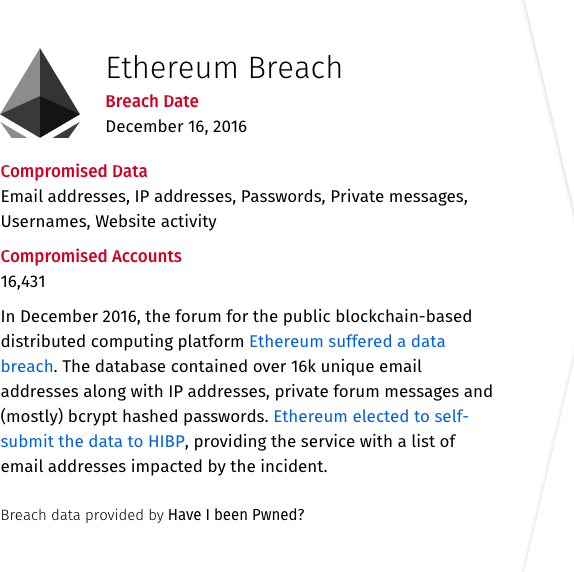 Ethereum Breach
Breach Date
December 16, 2016
Compromised Data
Email addresses, IP addresses, Passwords, Private messages,
Usernames, Website activity
Compromised Accounts
16,431
In December 2016, the forum for the public blockchain-based
distributed computing platform Ethereum suffered a data
breach. The database contained over 16k unique email
addresses along with IP addresses, private forum messages and
(mostly) bcrypt hashed passwords. Ethereum elected to self-
submit the data to HIBP, providing the service with a list of
email addresses impacted by the incident.
Breach data provided by Have I been Pwned?